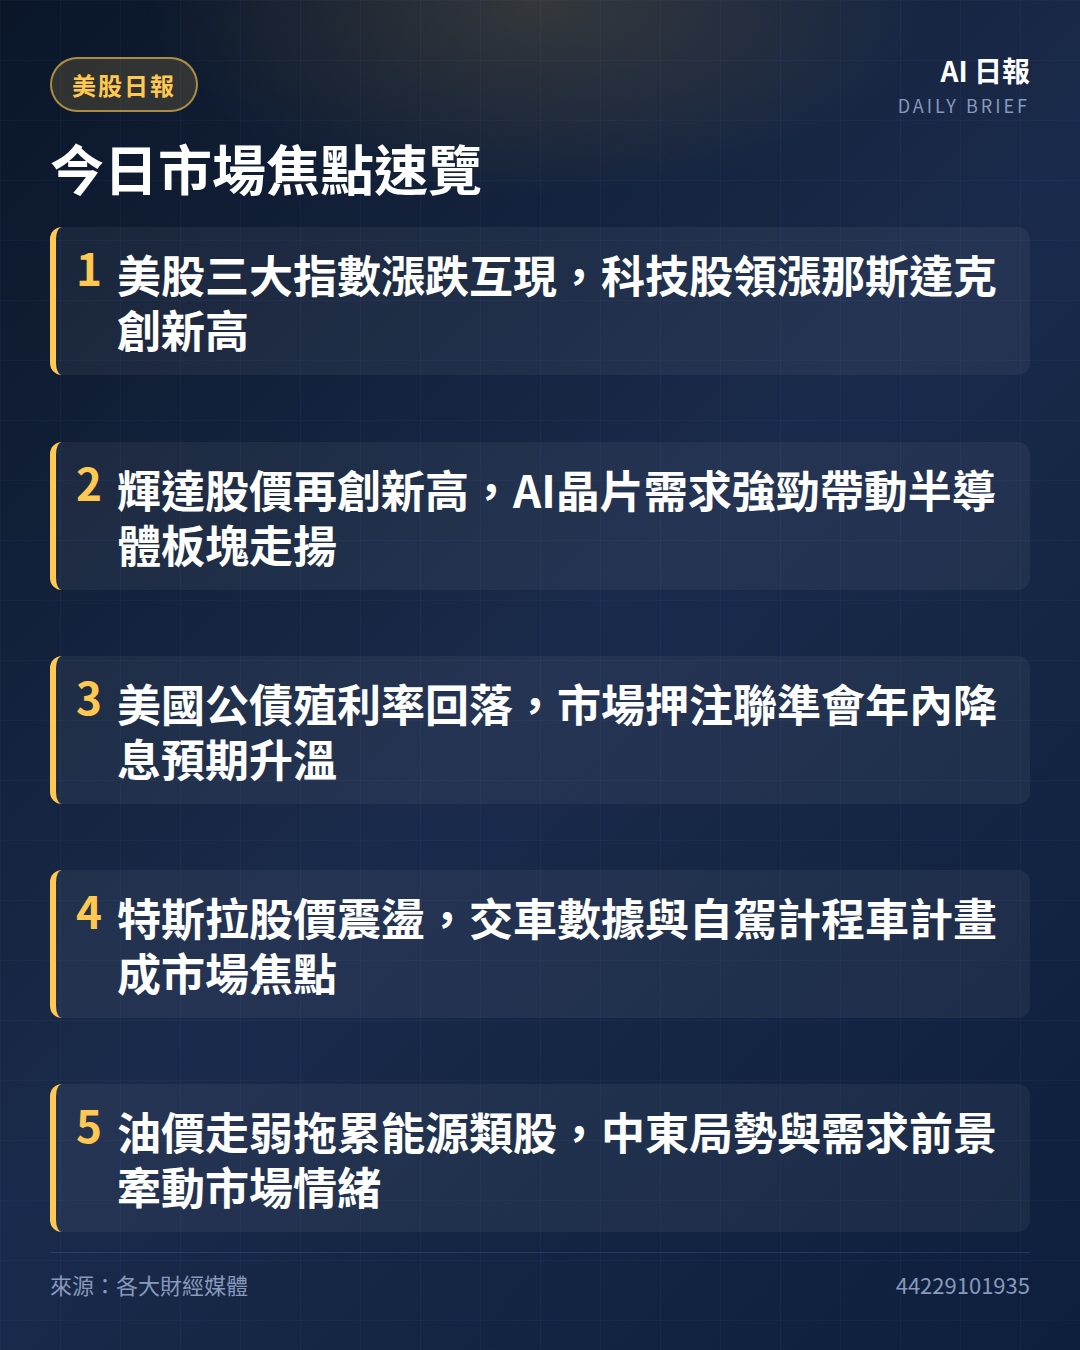 美股日報
AI 日報
DAILY BRIEF
今日市場焦點速覽
1 美股三大指數漲跌互現，科技股領漲那斯達克
創新高
2 輝達股價再創新高，AI晶片需求強勁帶動半導
體板塊走揚
3 美國公債殖利率回落，市場押注聯準會年內降
息預期升溫
4 特斯拉股價震盪，交車數據與自駕計程車計畫
成市場焦點
5 油價走弱拖累能源類股，中東局勢與需求前景
牽動市場情緒
來源：各大財經媒體
44229101935